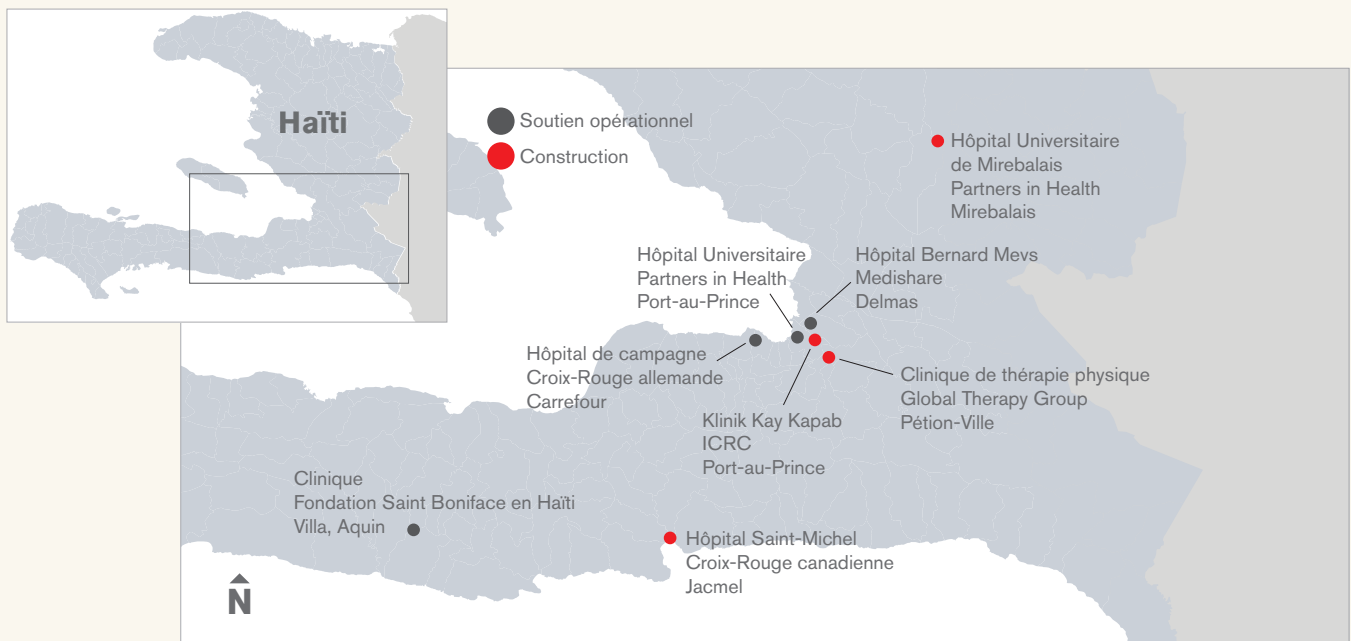 Haïti
Soutien opérationnel
Construction
Hôpital Universitaire
de Mirebalais
Partners in Health
Mirebalais
Hôpital Universitaire
Partners in Health
Port-au-Prince
Hôpital Bernard Mevs
Medishare
Delmas
Hôpital de campagne
Croix-Rouge allemande
Carrefour
Clinique de thérapie physique
Global Therapy Group
Pétion-Ville
Klinik Kay Kapab
ICRC
Port-au-Prince
Clinique
Fondation Saint Boniface en Haïti
Villa, Aquin
Hôpital Saint-Michel
Croix-Rouge canadienne
Jacmel
N